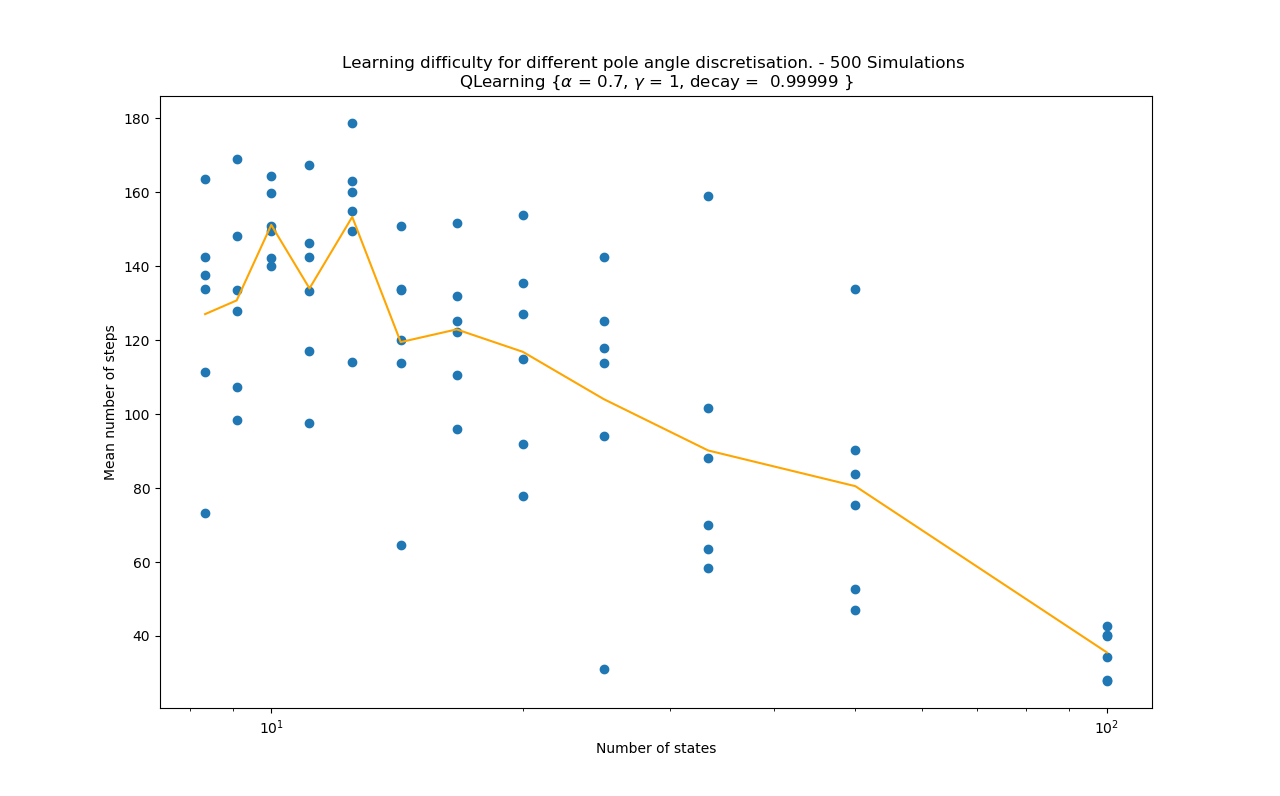 Learning difficulty for different pole angle discretisation. - 500 Simulations
QLearning {α = 0.7, γ = 1, decay =  0.99999 }
180
160
140
120
100
80
60
40
Mean number of steps
10¹
10²
Number of states